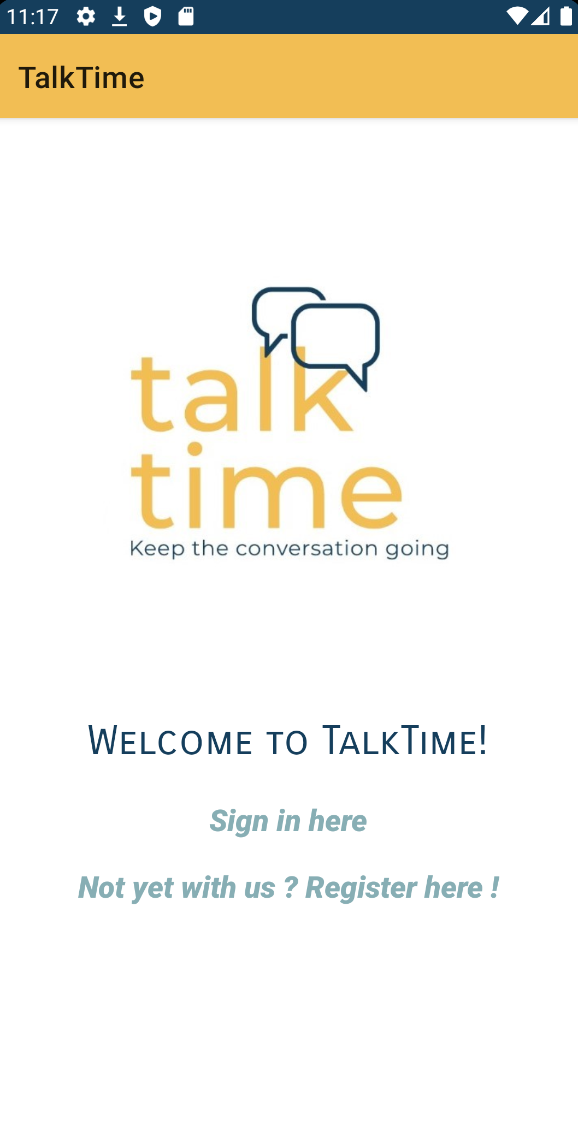 11:17
TalkTime
talk
time
Keep the conversation going
Welcome to TalkTime!
Sign in here
Not yet with us ? Register here !